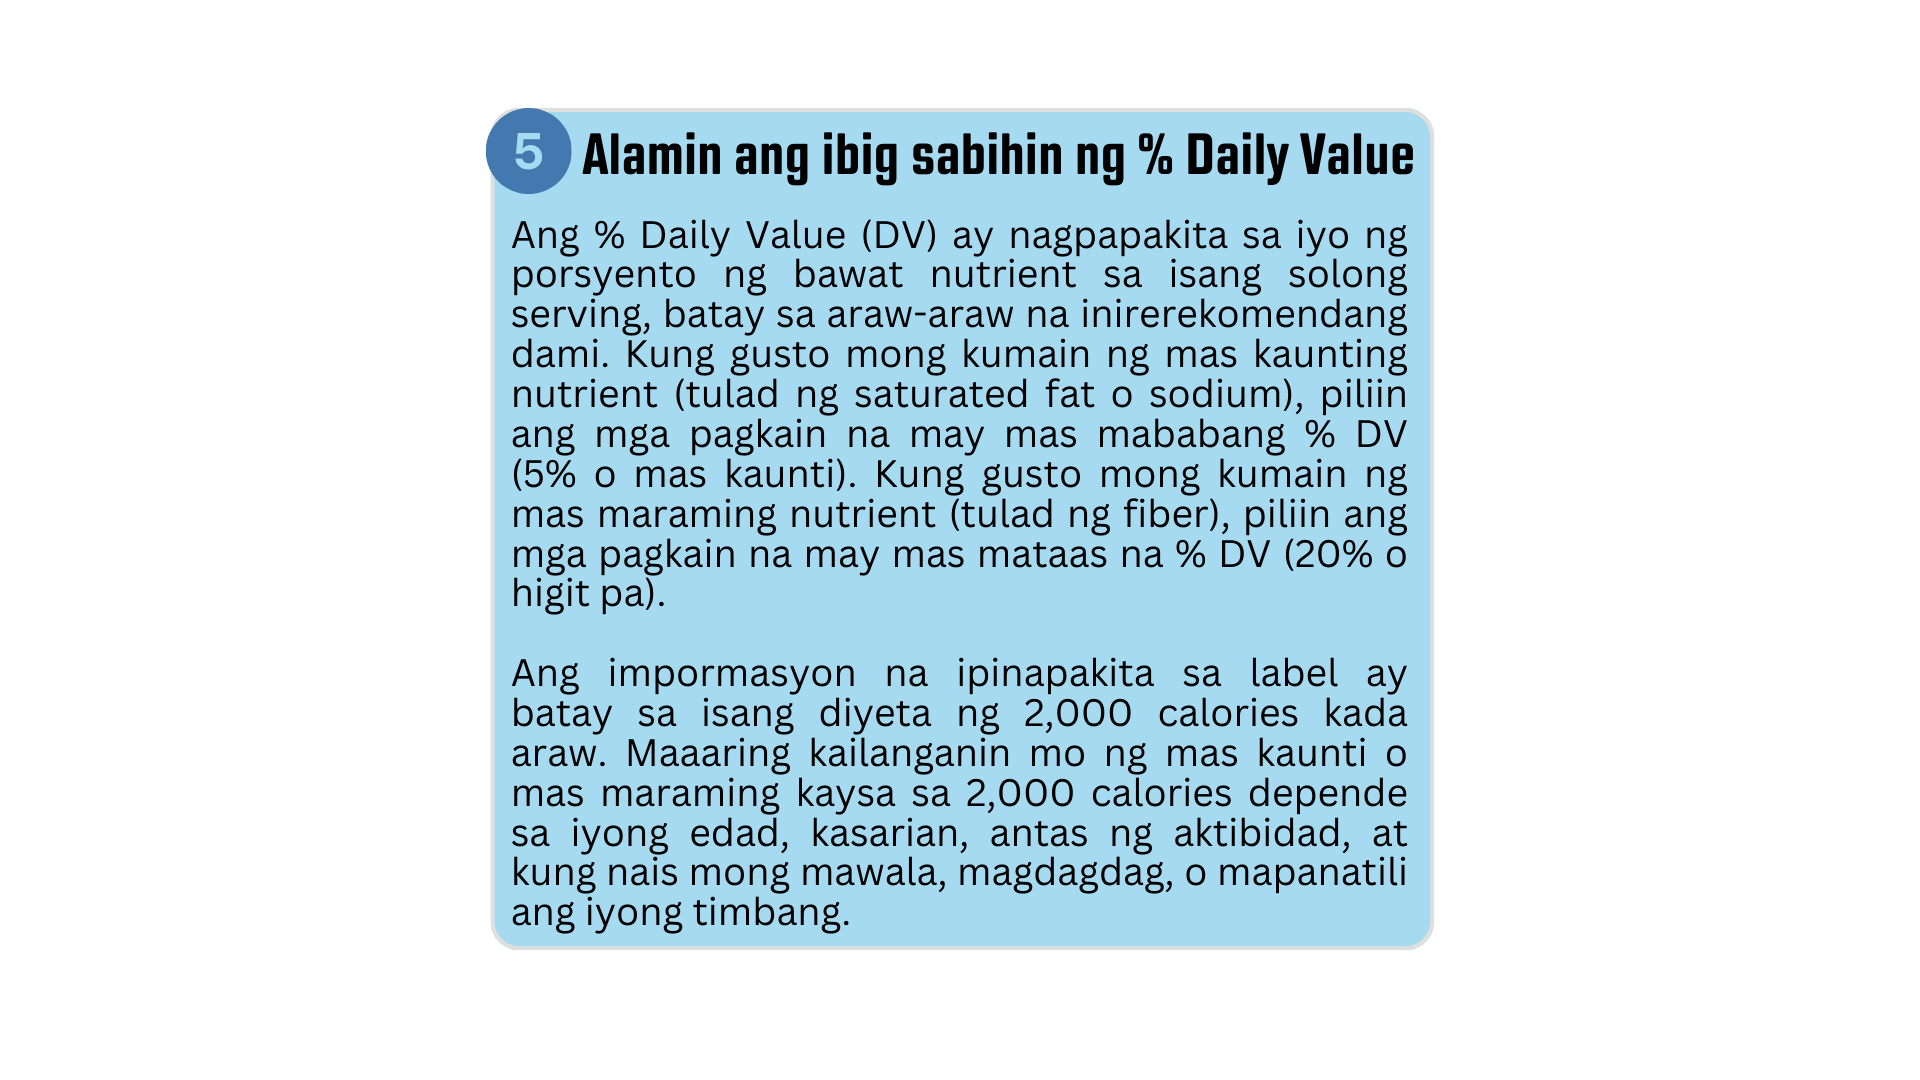 5
Alamin ang ibig sabihin ng % Daily Value
Ang % Daily Value (DV) ay nagpapakita sa iyo ng
porsyento ng bawat nutrient sa isang solong
serving, batay sa araw-araw na inirerekomendang
dami. Kung gusto mong kumain ng mas kaunting
nutrient (tulad ng saturated fat o sodium), piliin
ang mga pagkain na may mas mababang % DV
(5% o mas kaunti). Kung gusto mong kumain ng
mas maraming nutrient (tulad ng fiber), piliin ang
mga pagkain na may mas mataas na % DV (20% o
higit pa).
Ang impormasyon na ipinapakita sa label ay
batay sa isang diyeta ng 2,000 calories kada
araw. Maaaring kailanganin mo ng mas kaunti o
mas maraming kaysa sa 2,000 calories depende
sa iyong edad, kasarian, antas ng aktibidad, at
kung nais mong mawala, magdagdag, o mapanatili
ang iyong timbang.